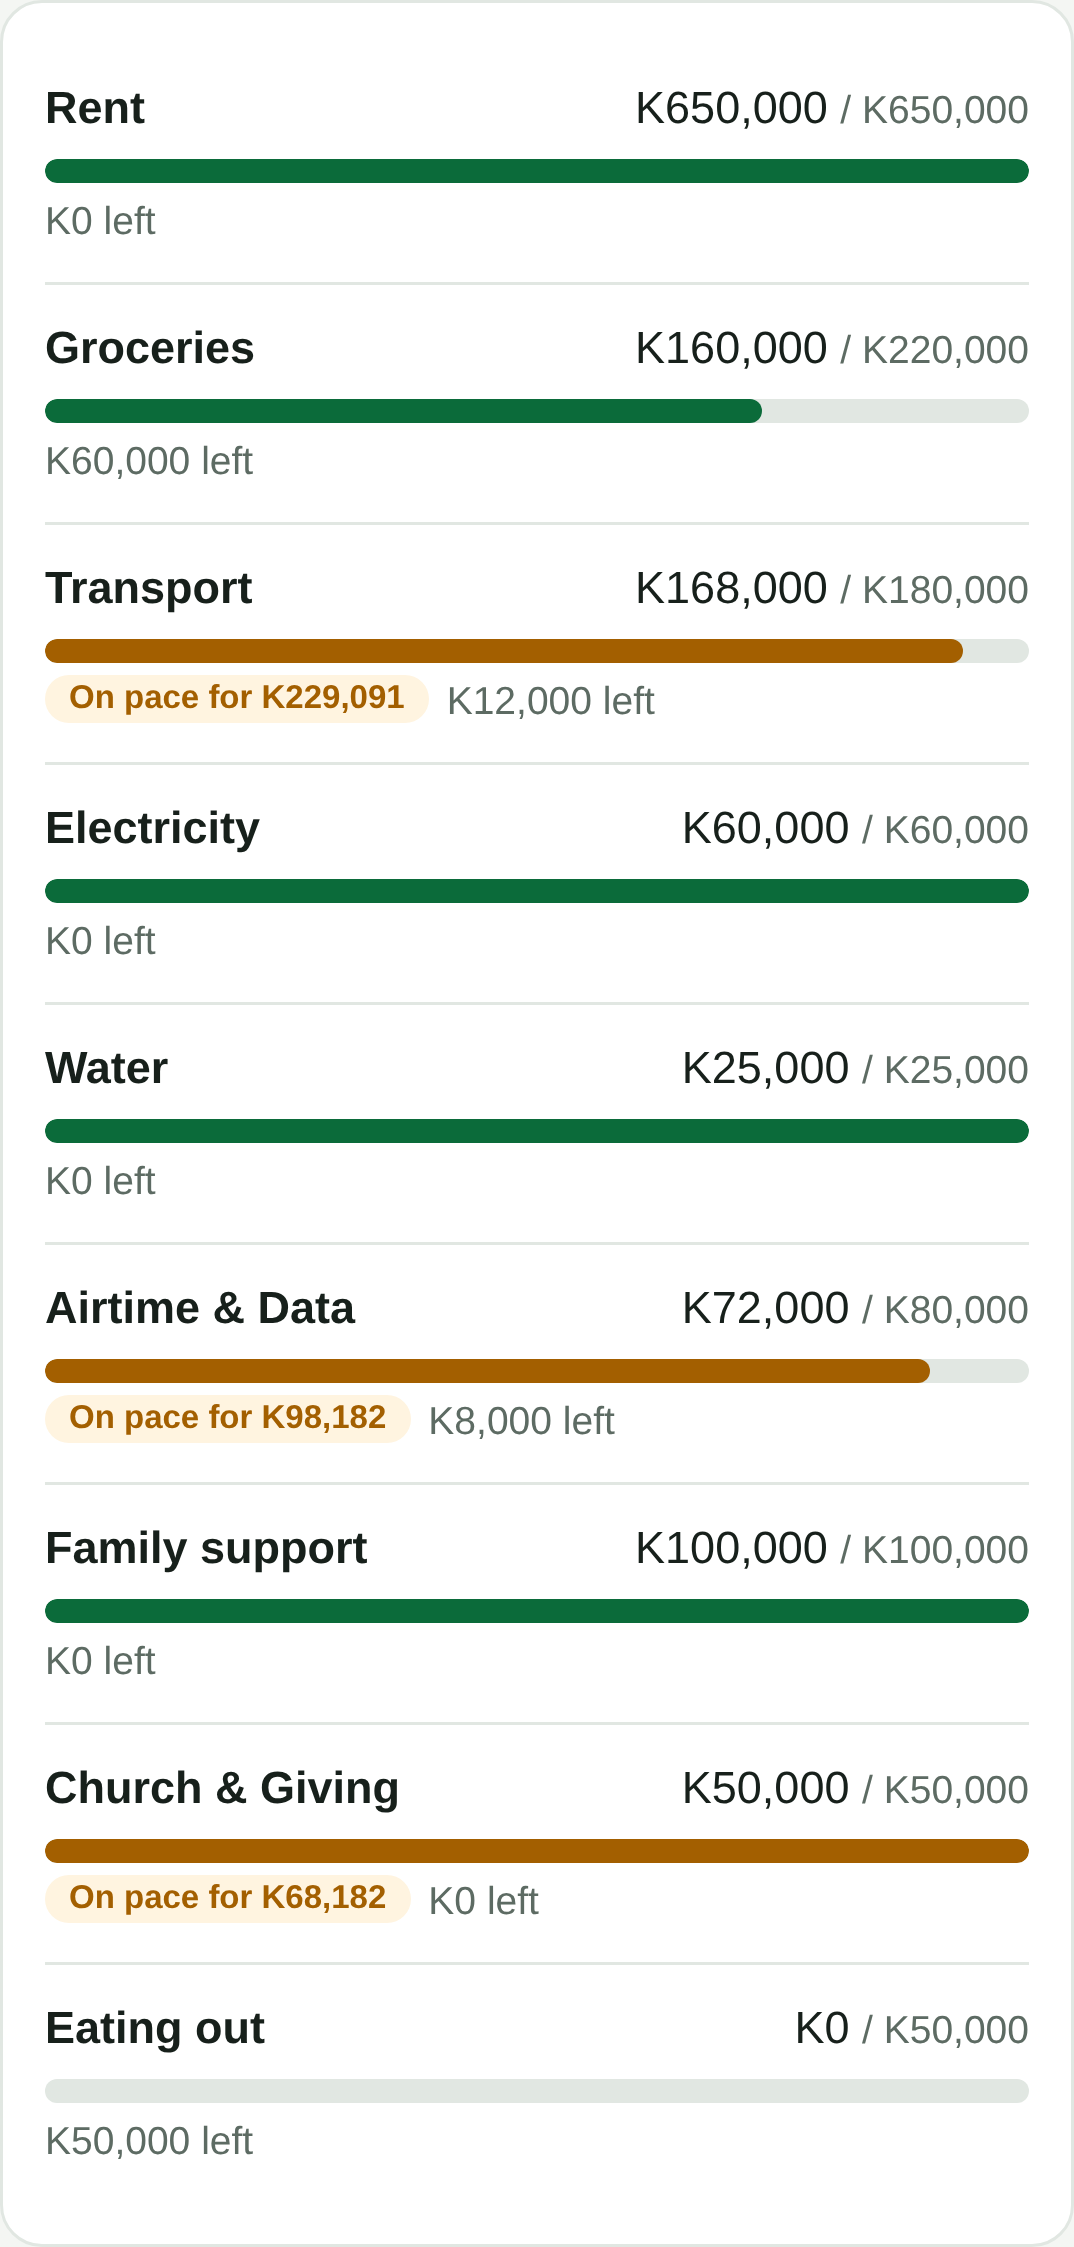 Rent K650,000 / K650,000
K0 left
Groceries K160,000 / K220,000
K60,000 left
Transport K168,000 / K180,000
On pace for K229,091 K12,000 left
Electricity K60,000 / K60,000
K0 left
Water K25,000 / K25,000
K0 left
Airtime & Data K72,000 / K80,000
On pace for K98,182 K8,000 left
Family support K100,000 / K100,000
K0 left
Church & Giving K50,000 / K50,000
On pace for K68,182 K0 left
Eating out K0 / K50,000
K50,000 left